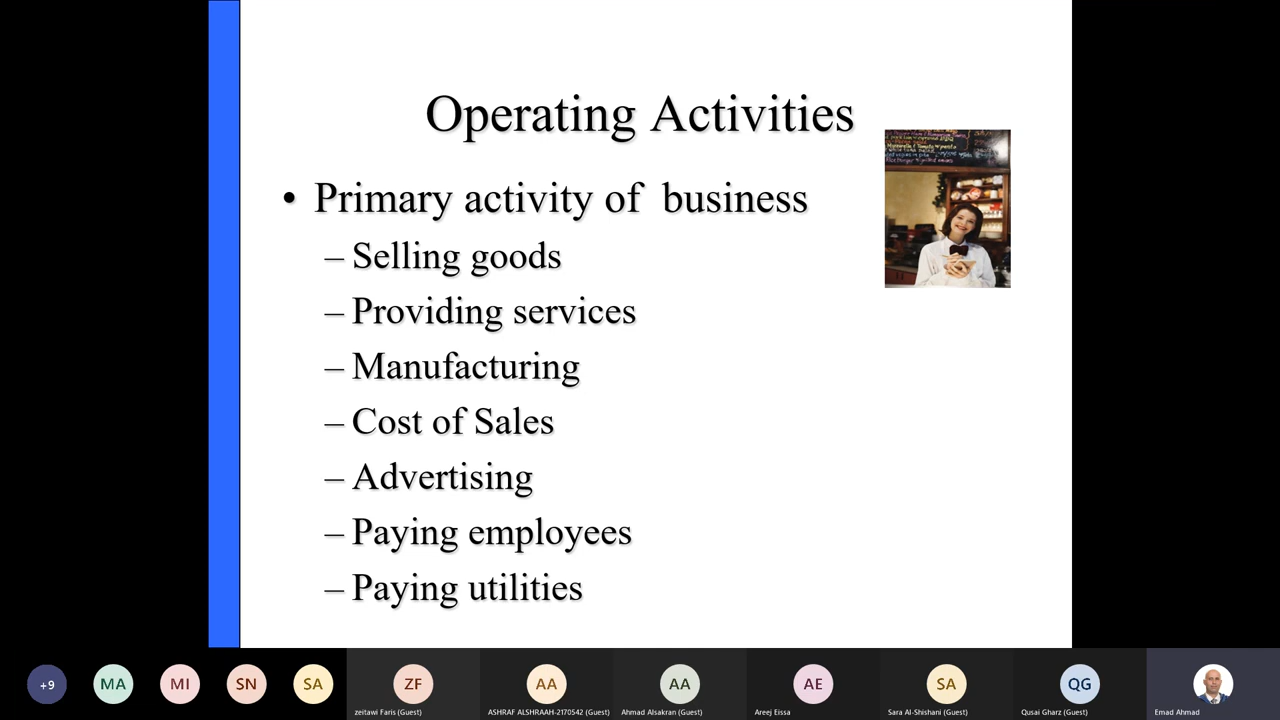 Operating Activities
• Primary activity of business
– Selling goods
– Providing services
– Manufacturing
– Cost of Sales
– Advertising
– Paying employees
– Paying utilities
+9
MA
MI
SN
SA
ZF
AA
AA
AE
SA
QG
zeitawi Faris (Guest)
ASHRAF ALSHRAAH-2170542 (Guest)
Ahmad Alsakran (Guest)
Areej Eissa
Sara Al-Shishani (Guest)
Qusai Gharz (Guest)
Emad Ahmad